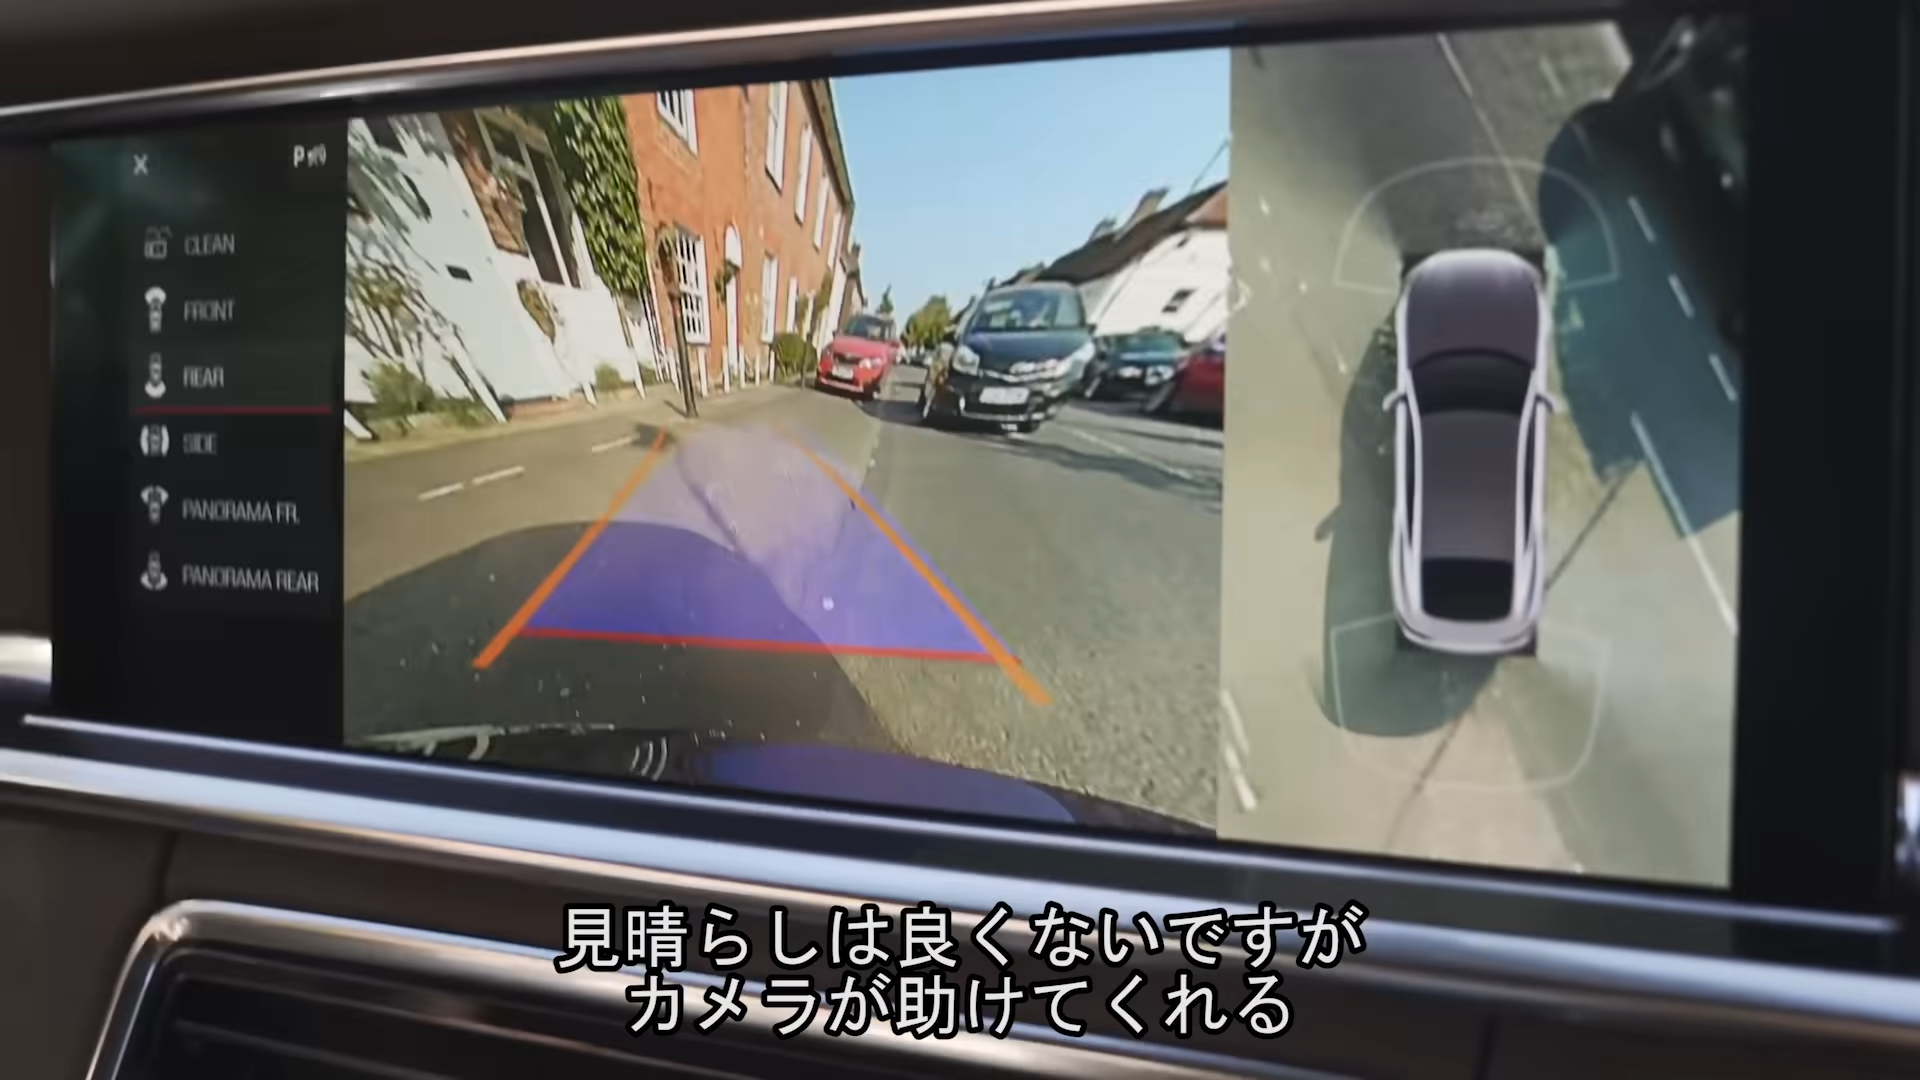 X
P
CLEAN
FRONT
REAR
SIDE
PANORAMA FR.
PANORAMA REAR
見晴らしは良くないですが
カメラが助けてくれる